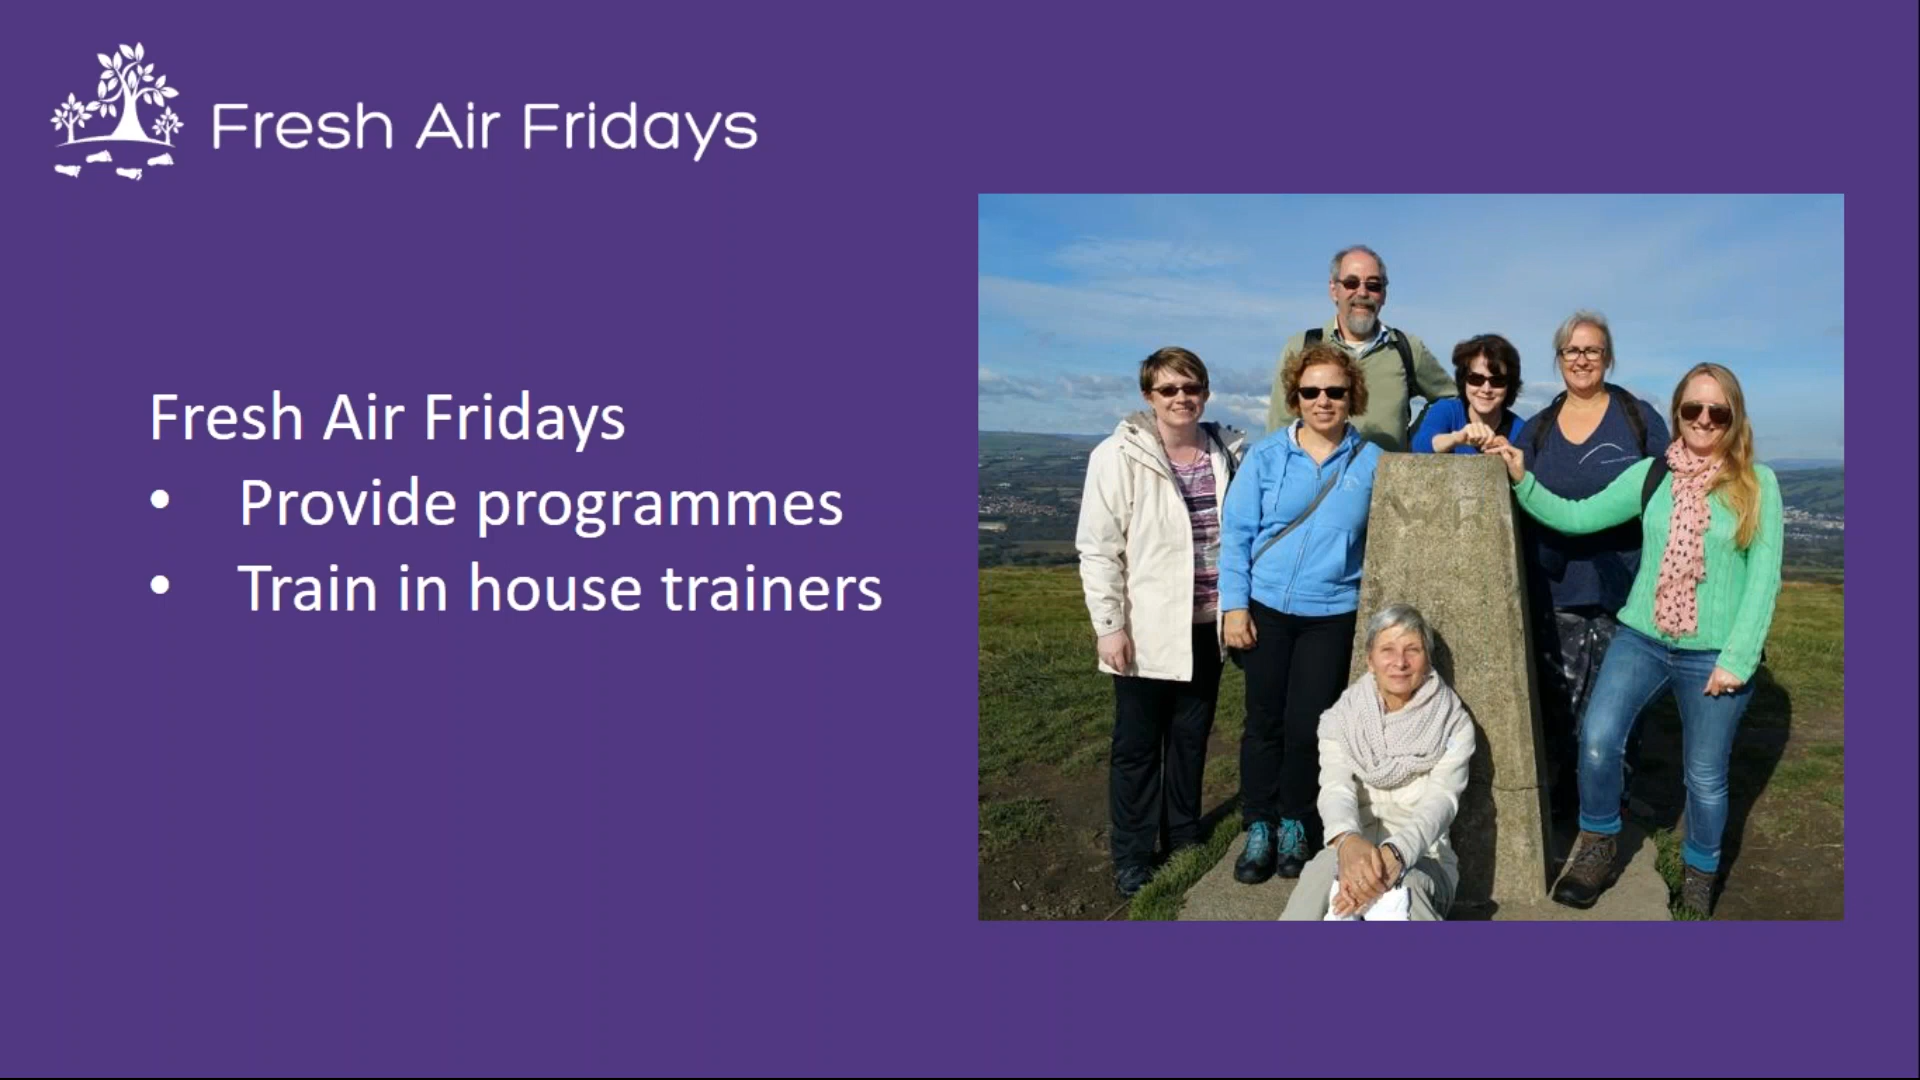 Fresh Air Fridays
Fresh Air Fridays
• Provide programmes
• Train in house trainers